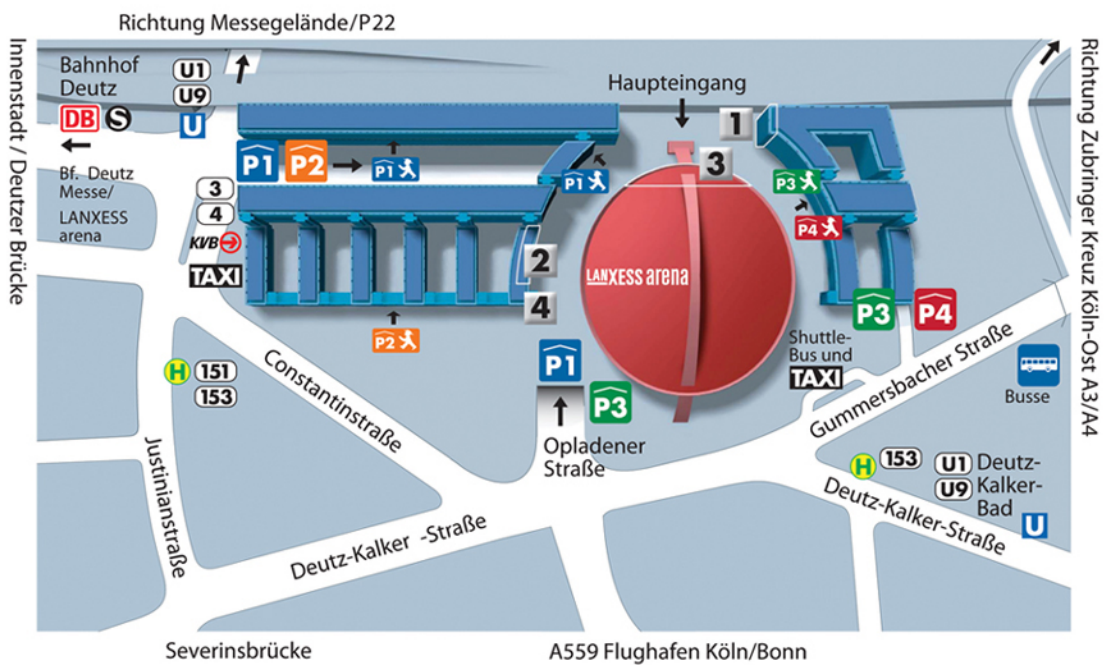 Richtung Messegelände/P22
Innenstadt / Deutzer Brücke
Richtung Zubringer Kreuz Köln-Ost A3/A4
Bahnhof
Deutz
U1
U9
DB S
U
Haupteingang
1
P1 P2
P1
P1
3
P3
P4
Bf. Deutz
Messe/
LANXESS
arena
3
4
KVB
TAXI
2
4
LANXESS arena
P3 P4
P2
P1
P3
Shuttle-
Bus und
TAXI
Busse
H 151
153
Constantinstraße
Gummersbacher Straße
Opladener
Straße
Justinianstraße
H 153
U1 Deutz-
U9 Kalker-
Bad
U
Deutz-Kalker-Straße
Deutz-Kalker -Straße
Severinsbrücke
A559 Flughafen Köln/Bonn